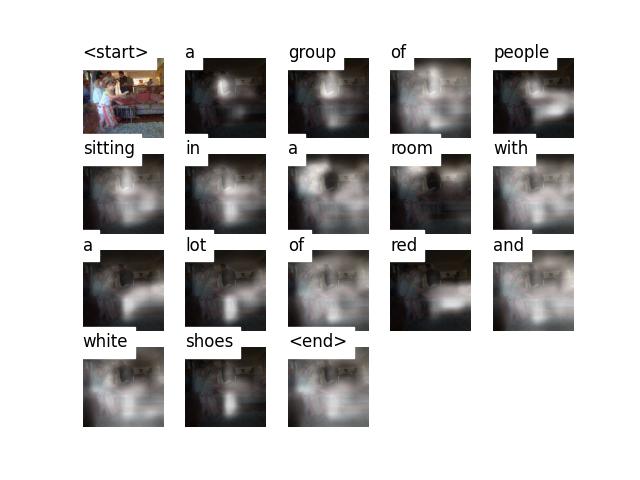 <start> a group of people
sitting in a room with
a lot of red and
white shoes <end>